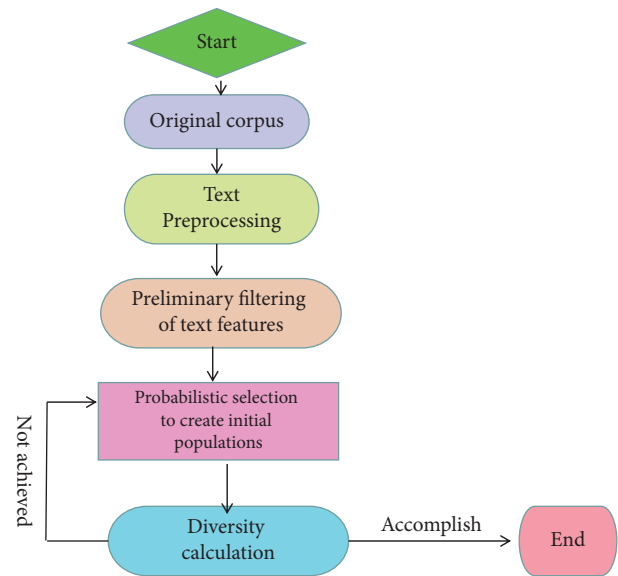 Start
Original corpus
Text
Preprocessing
Preliminary filtering
of text features
Probabilistic selection
to create initial
populations
Not achieved
Diversity
calculation
Accomplish
End